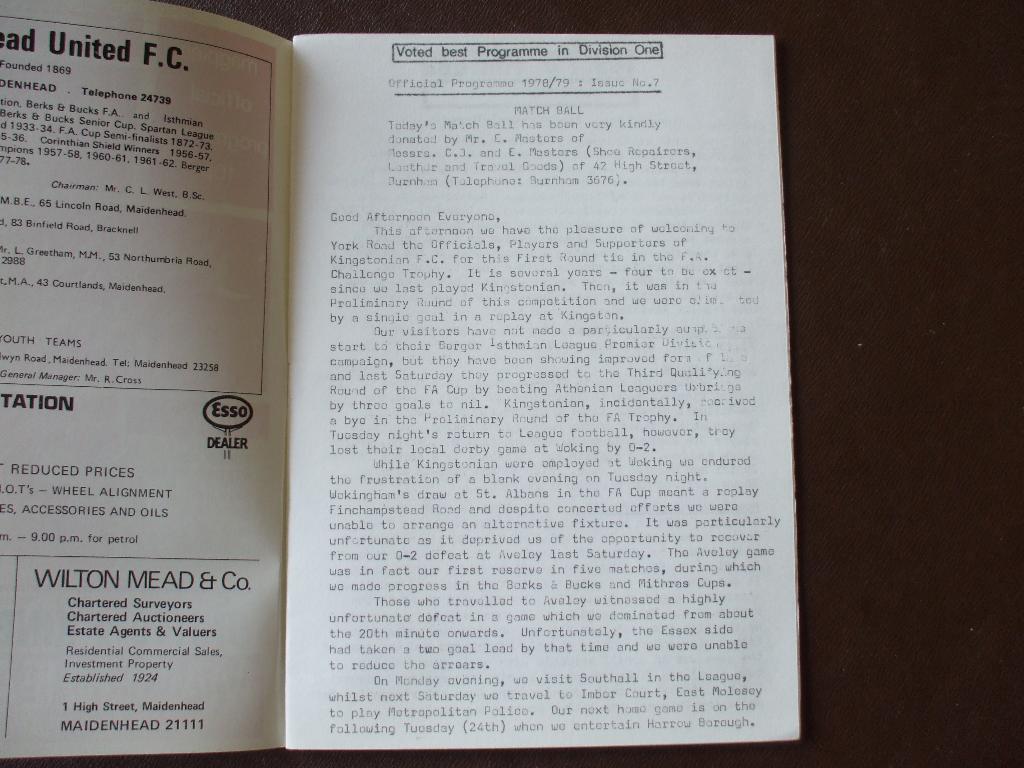 ead United F.C.
Founded 1869
DENHEAD . Telephone 24739
tion, Berks & Bucks F.A. and Isthmian
Berks & Bucks Senior Cup. Spartan League
d 1933-34. F.A. Cup Semi-finalists 1872-73,
5-36. Corinthian Shield Winners 1956-57,
mpions 1957-58, 1960-61, 1961-62. Berger
77-78.
Chairman: Mr. C. L. West, B.Sc.
M.B.E., 65 Lincoln Road, Maidenhead.
d, 83 Binfield Road, Bracknell
Mr. L. Greetham, M.M., 53 Northumbria Road,
2988
t.M.A., 43 Courtlands, Maidenhead.
YOUTH TEAMS
lwyn Road, Maidenhead. Tel: Maidenhead 23258
General Manager: Mr. R. Cross
TATION
Esso
DEALER
T REDUCED PRICES
.O.T's – WHEEL ALIGNMENT
ES, ACCESSORIES AND OILS
m. – 9.00 p.m. for petrol
WILTON MEAD & Co.
Chartered Surveyors
Chartered Auctioneers
Estate Agents & Valuers
Residential Commercial Sales,
Investment Property
Established 1924
1 High Street, Maidenhead
MAIDENHEAD 21111
Voted best Programme in Division One
Official Programme 1978/79 : Issue No.7
MATCH BALL
Today's Match Ball has been very kindly
donated by Mr. E. Masters of
Messrs. C.J. and E. Masters (Shoe Repairers,
Leather and Travel Goods) of 42 High Street,
Burnham (Telephone: Burnham 3676).
Good Afternoon Everyone,
This afternoon we have the pleasure of welcoming to
York Road the Officials, Players and Supporters of
Kingstonian F.C. for this First Round tie in the F.A.
Challenge Trophy. It is several years - four to be ex ct -
since we last played Kingstonian. Then, it was in the
Preliminary Round of this competition and we were elim ted
by a single goal in a replay at Kingston.
Our visitors have not made a particularly
start to their Berger Isthmian League Premier Division
campaign, but they have been showing improved form
and last Saturday they progressed to the Third Qualifying
Round of the FA Cup by beating Athenian Leaguers Uxbridge
by three goals to nil. Kingstonian, incidentally, received
a bye in the Preliminary Round of the FA Trophy. In
Tuesday night's return to League football, however, they
lost their local derby game at Woking by 0-2.
While Kingstonian were employed at Woking we endured
the frustration of a blank evening on Tuesday night.
Wokingham's draw at St. Albans in the FA Cup meant a replay
Finchampstead Road and despite concerted efforts we were
unable to arrange an alternative fixture. It was particularly
unfortunate as it deprived us of the opportunity to recover
from our 0-2 defeat at Aveley last Saturday. The Aveley game
was in fact our first reserve in five matches, during which
we made progress in the Berks & Bucks and Mithras Cups.
Those who travelled to Aveley witnessed a highly
unfortunate defeat in a game which we dominated from about
the 20th minute onwards. Unfortunately, the Essex side
had taken a two goal lead by that time and we were unable
to reduce the arrears.
On Monday evening, we visit Southall in the League,
whilst next Saturday we travel to Imber Court, East Molesey
to play Metropolitan Police. Our next home game is on the
following Tuesday (24th) when we entertain Harrow Borough.